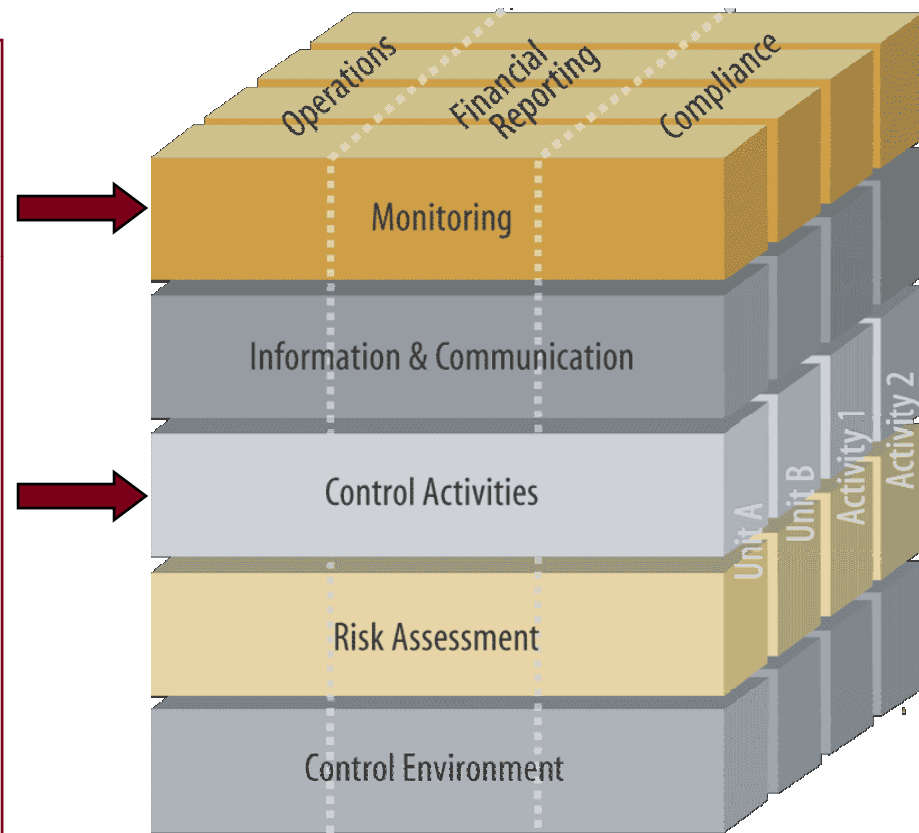 Operations
Financial
Reporting
Compliance
Monitoring
Information & Communication
Control Activities
Risk Assessment
Control Environment
Unit A
Unit B
Activity 1
Activity 2